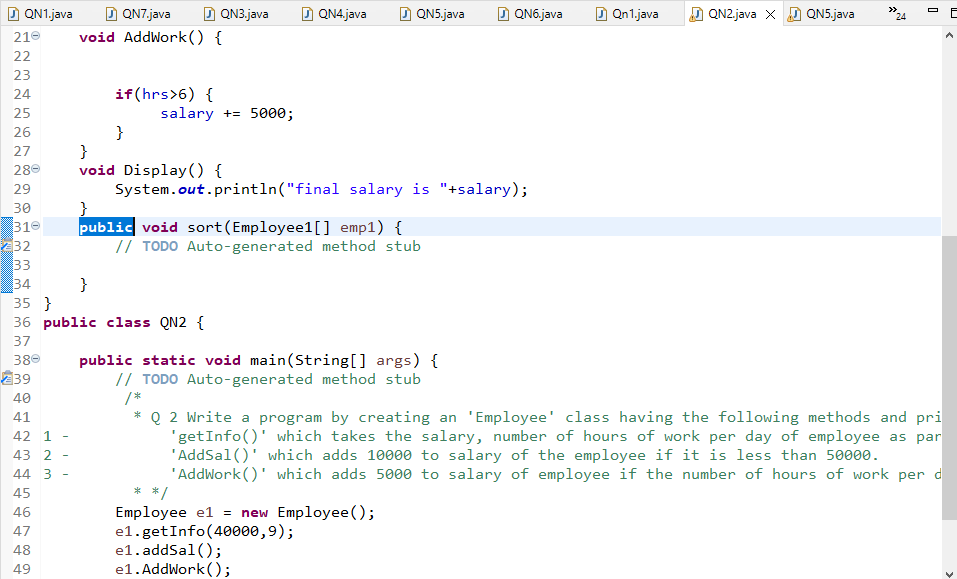 QN1.java QN7.java QN3.java QN4.java QN5.java QN6.java Qn1.java QN2.java QN5.java »24
21 void AddWork() {
22
23
24 if(hrs>6) {
25 salary += 5000;
26 }
27 }
28 void Display() {
29 System.out.println("final salary is "+salary);
30 }
31 public void sort(Employee1[] emp1) {
32 // TODO Auto-generated method stub
33
34 }
35 }
36 public class QN2 {
37
38 public static void main(String[] args) {
39 // TODO Auto-generated method stub
40 /*
41 * Q 2 Write a program by creating an 'Employee' class having the following methods and pri
42 1 - 'getInfo()' which takes the salary, number of hours of work per day of employee as par
43 2 - 'AddSal()' which adds 10000 to salary of the employee if it is less than 50000.
44 3 - 'AddWork()' which adds 5000 to salary of employee if the number of hours of work per d
45 * */
46 Employee e1 = new Employee();
47 e1.getInfo(40000,9);
48 e1.addSal();
49 e1.AddWork();